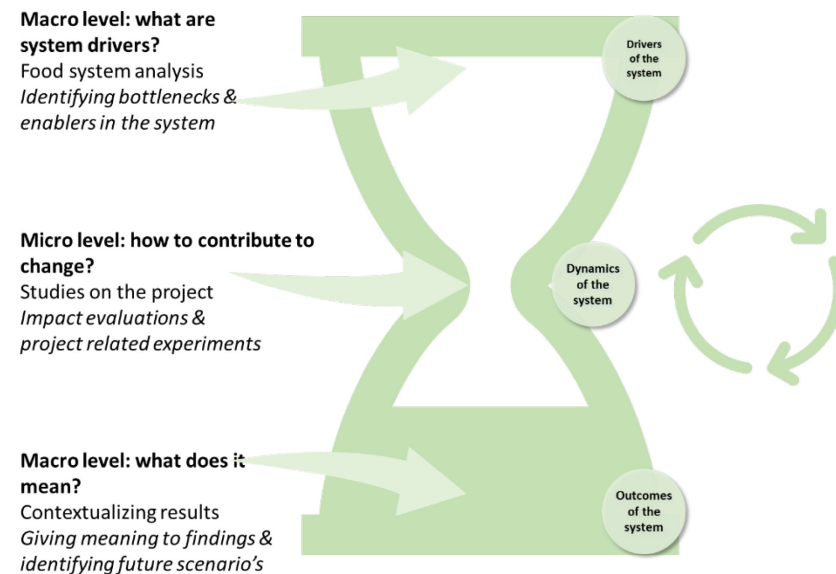 Macro level: what are
system drivers?
Food system analysis
Identifying bottlenecks &
enablers in the system
Drivers
of the
system
Micro level: how to contribute to
change?
Studies on the project
Impact evaluations &
project related experiments
Dynamics
of the
system
Macro level: what does it
mean?
Contextualizing results
Giving meaning to findings &
identifying future scenario's
Outcomes
of the
system